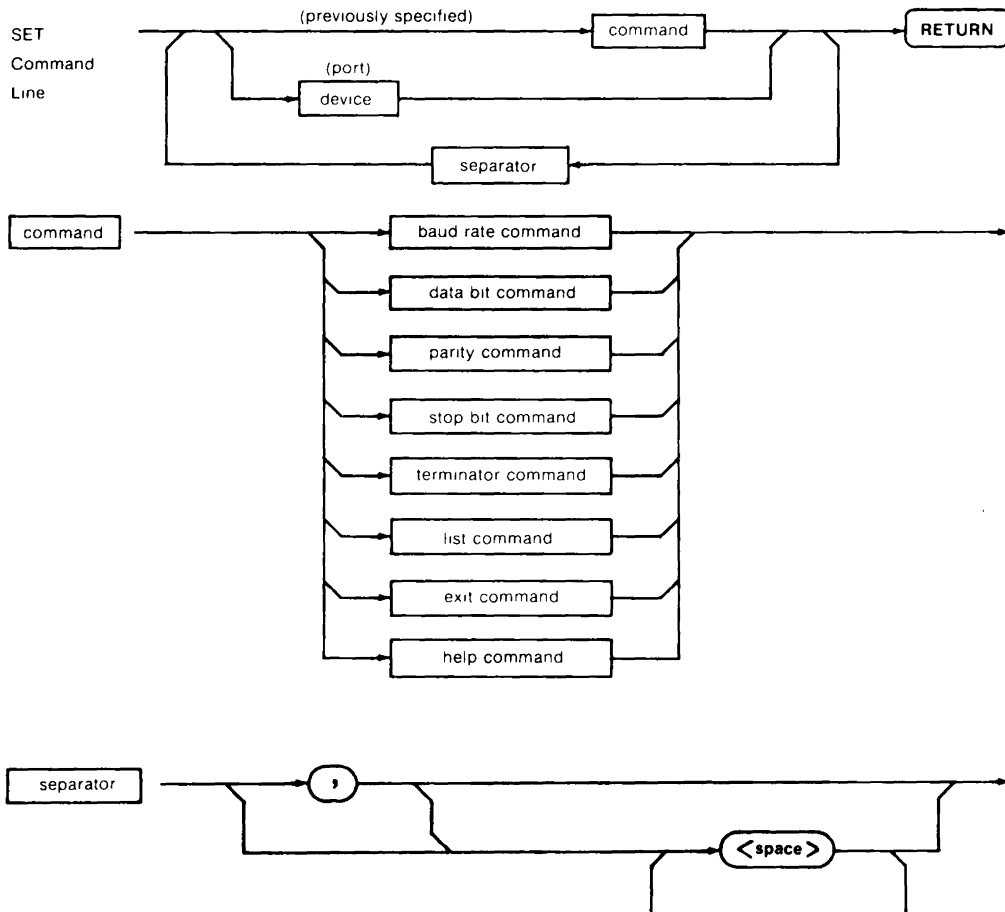 (previously specified)
SET
command
RETURN
Command
(port)
Line
device
separator
command
baud rate command
data bit command
parity command
stop bit command
terminator command
list command
exit command
help command
separator
,
<space>